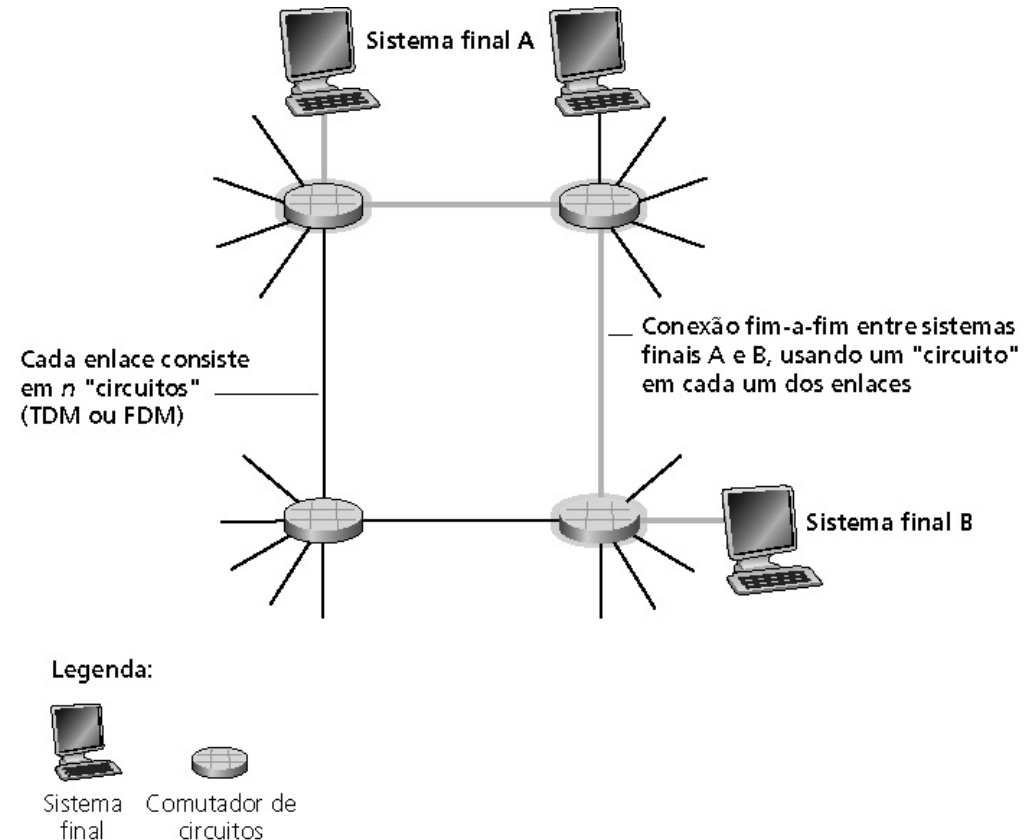 Sistema final A
Cada enlace consiste
em n "circuitos"
(TDM ou FDM)
Conexão fim-a-fim entre sistemas
finais A e B, usando um "circuito"
em cada um dos enlaces
Sistema final B
Legenda:
Sistema
final
Comutador de
circuitos